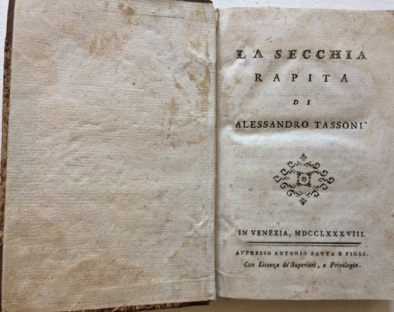 LA SECCHIA
RAPITA
DI
ALESSANDRO TASSONI
IN VENEZIA, MDCCLXXXVIII.
APPRESSO ANTONIO ZATTA E FIGLI.
Con Licenza de' Superiori, e Privilegio.